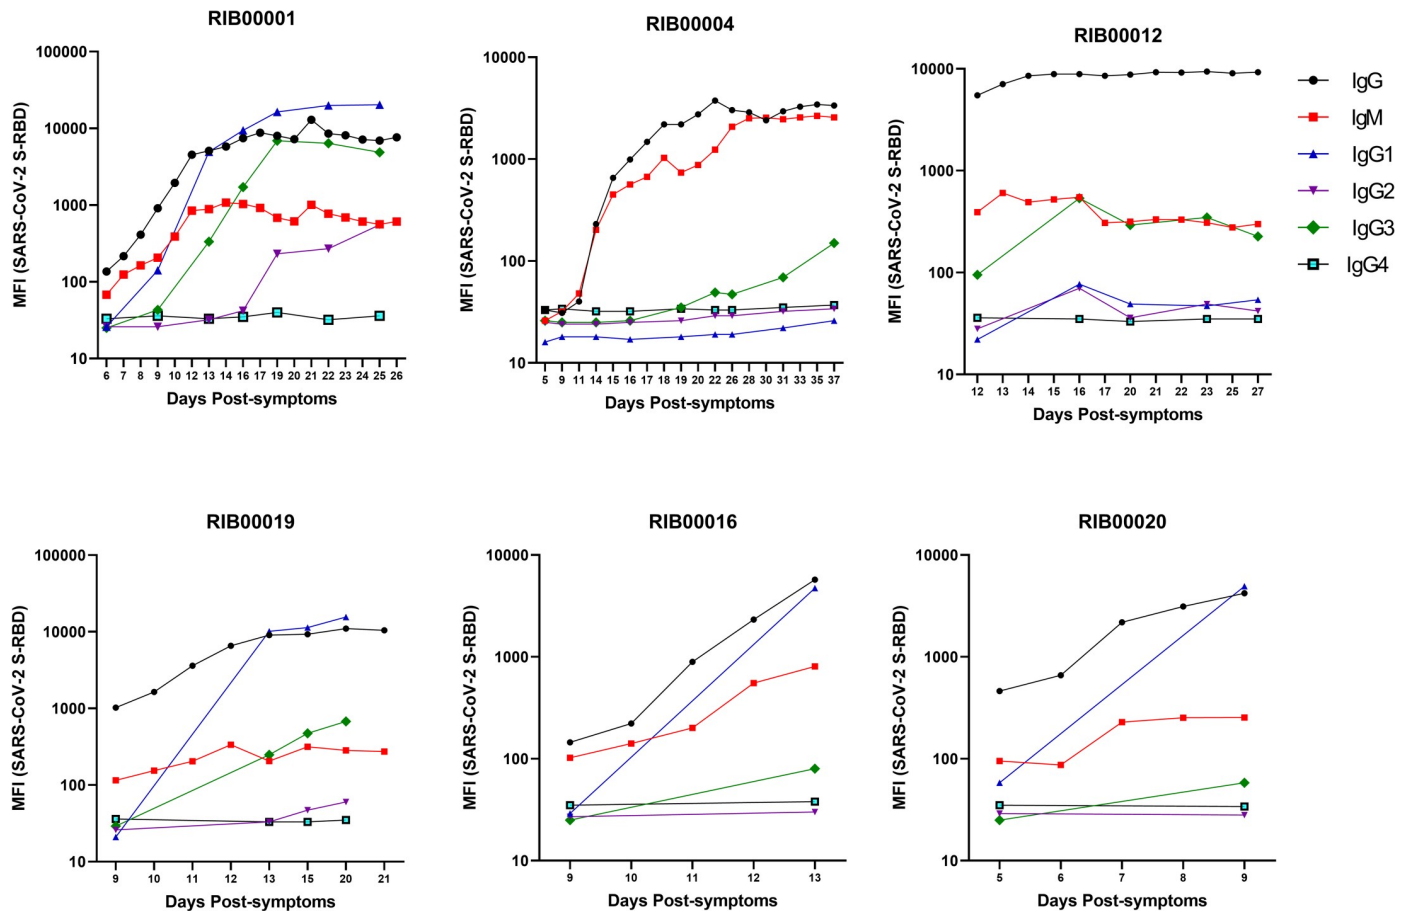 RIB00001
MFI (SARS-CoV-2 S-RBD)
100000
10000
1000
100
10
6 7 8 9 10 12 13 14 16 17 19 20 21 22 23 24 25 26
Days Post-symptoms
RIB00004
MFI (SARS-CoV-2 S-RBD)
10000
1000
100
10
5 9 11 14 15 16 17 18 19 20 22 26 28 30 31 33 35 37
Days Post-symptoms
RIB00012
MFI (SARS-CoV-2 S-RBD)
10000
1000
100
10
12 13 14 15 16 17 20 21 22 23 25 27
Days Post-symptoms
IgG
IgM
IgG1
IgG2
IgG3
IgG4
RIB00019
MFI (SARS-CoV-2 S-RBD)
100000
10000
1000
100
10
9 10 11 12 13 15 20 21
Days Post-symptoms
RIB00016
MFI (SARS-CoV-2 S-RBD)
10000
1000
100
10
9 10 11 12 13
Days Post-symptoms
RIB00020
MFI (SARS-CoV-2 S-RBD)
10000
1000
100
10
5 6 7 8 9
Days Post-symptoms